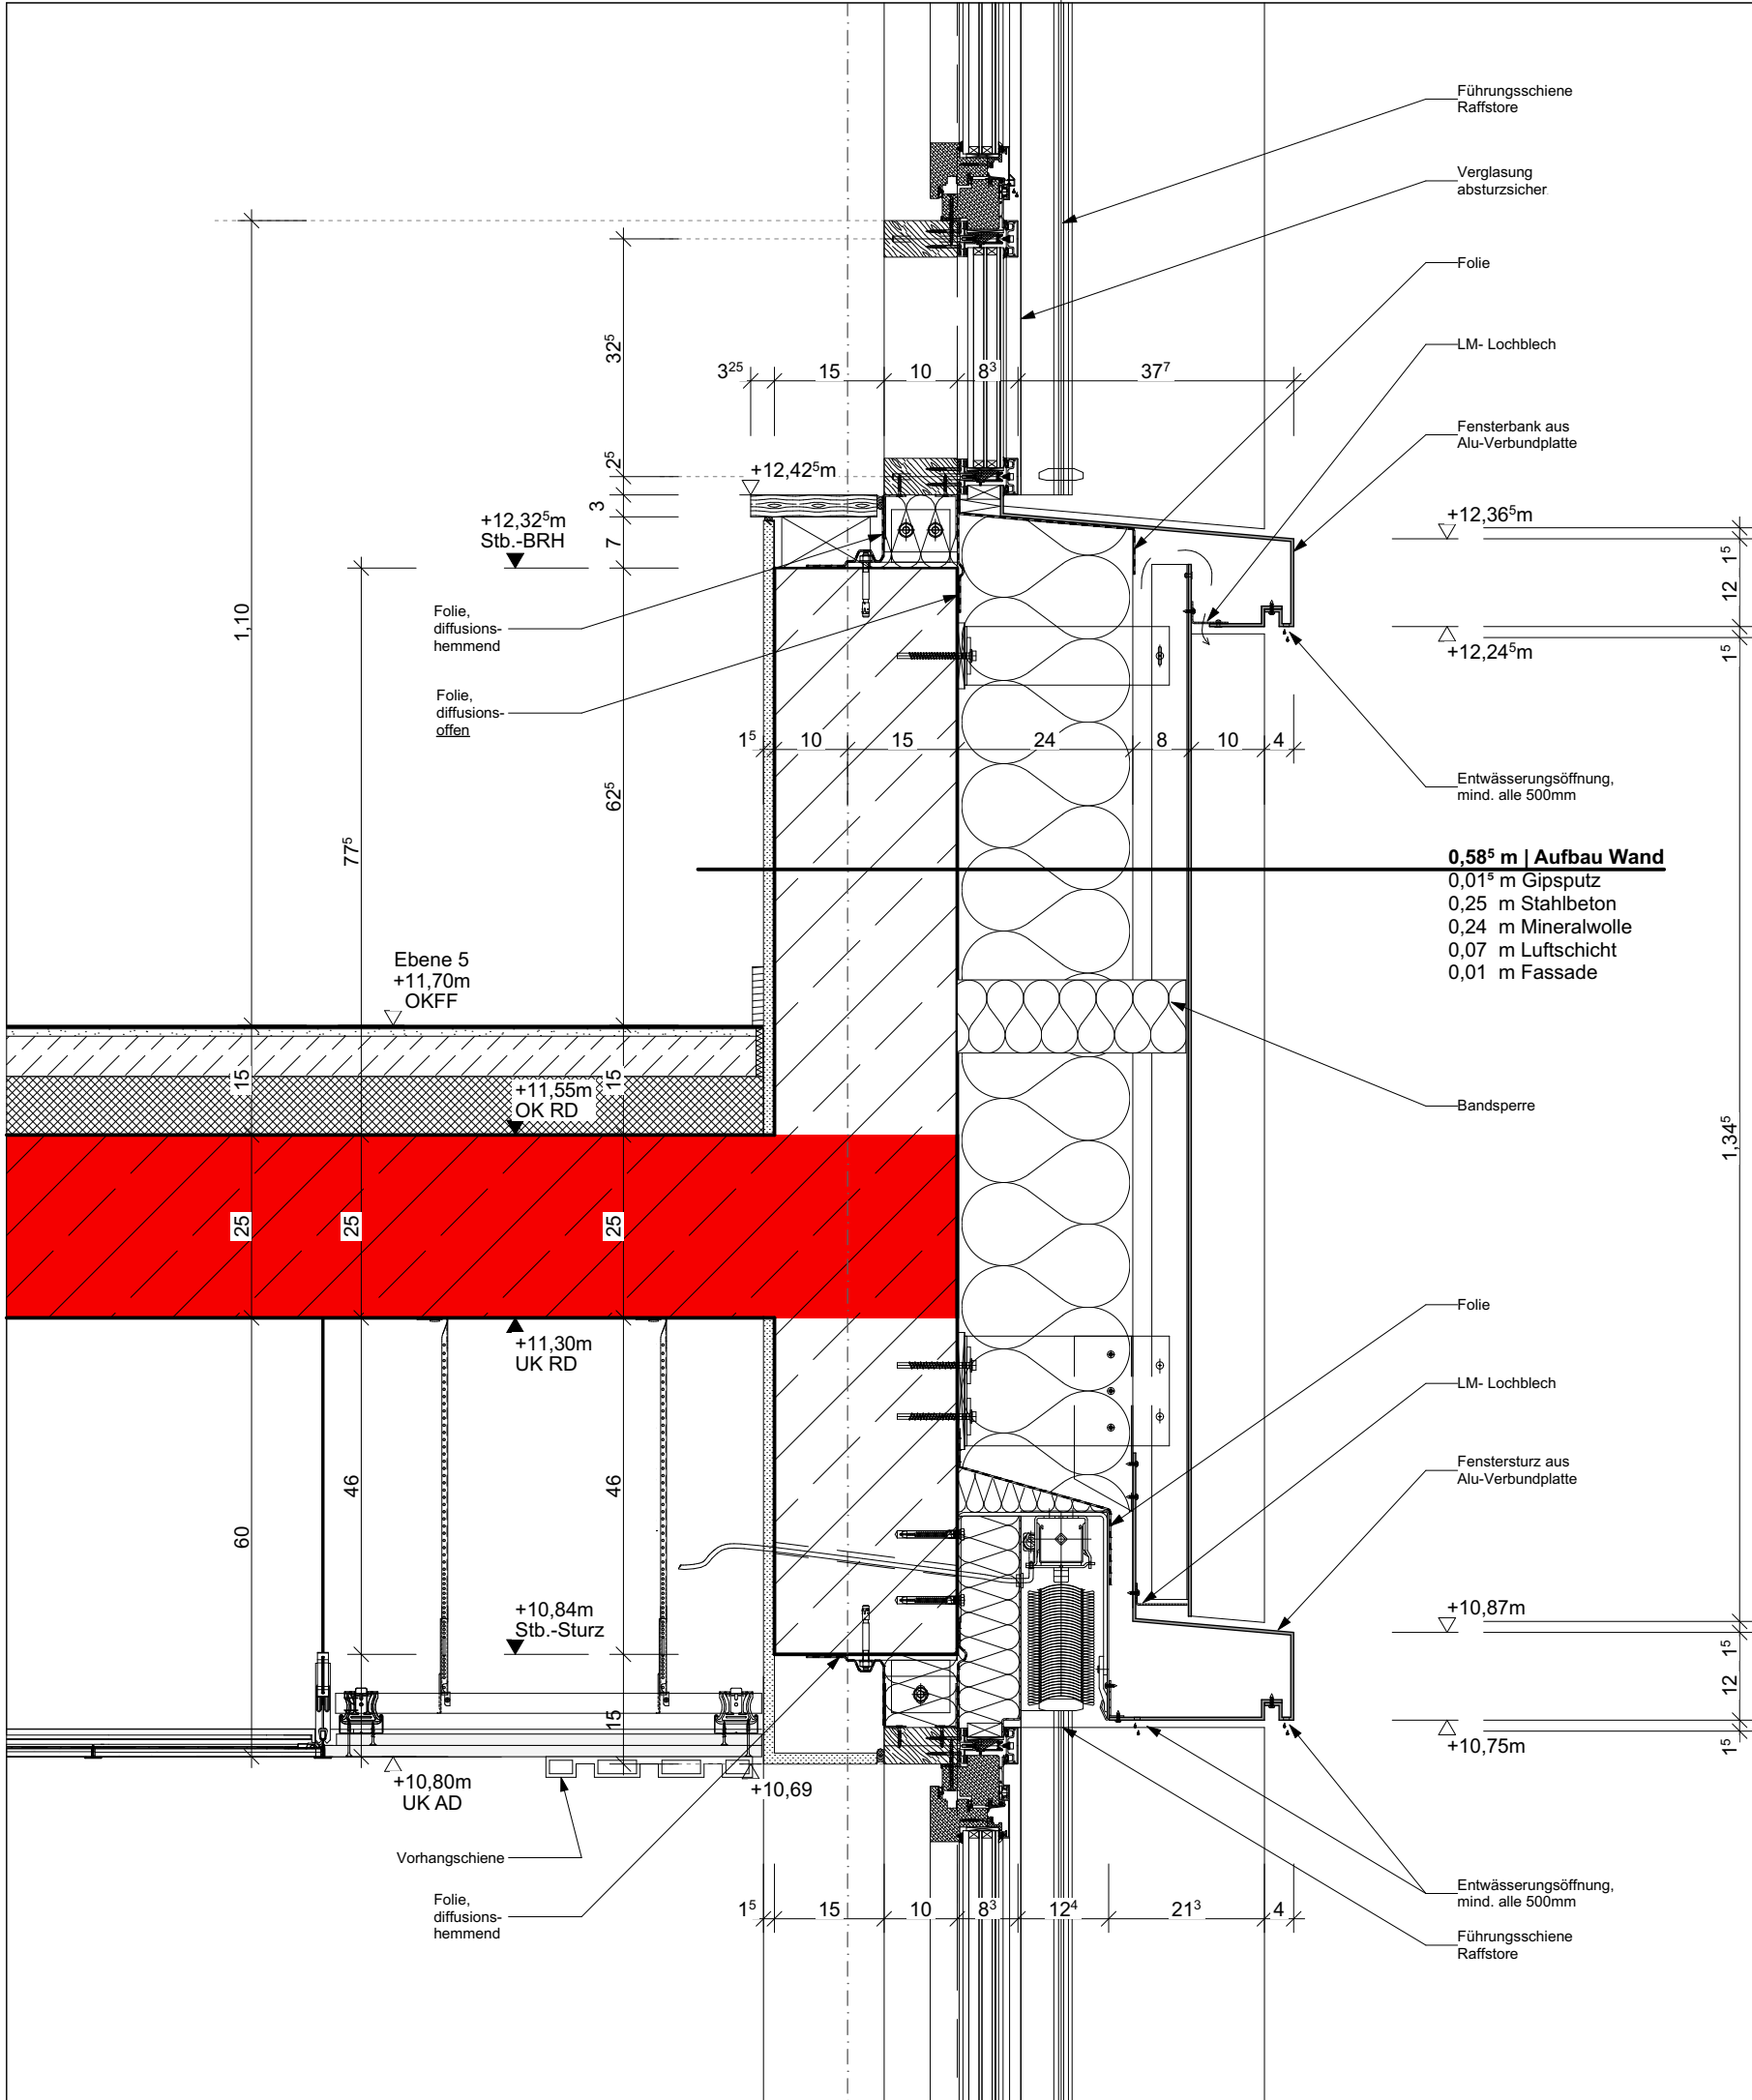 Führungsschiene
Raffstore
Verglasung
absturzsicher
Folie
LM- Lochblech
Fensterbank aus
Alu-Verbundplatte
1,10
32⁵
2⁵
3
7
3²⁵
15
10
8³
37⁷
+12,42⁵m
+12,32⁵m
Stb.-BRH
+12,36⁵m
1⁵
12
+12,24⁵m
1⁵
Folie,
diffusions-
hemmend
Folie,
diffusions-
offen
77⁵
62⁵
1⁵
10
15
24
8
10
4
Entwässerungsöffnung,
mind. alle 500mm
0,58⁵ m | Aufbau Wand
0,01⁵ m Gipsputz
0,25 m Stahlbeton
0,24 m Mineralwolle
0,07 m Luftschicht
0,01 m Fassade
Ebene 5
+11,70m
OKFF
15
15
+11,55m
OK RD
Bandsperre
1,34⁵
25
25
25
+11,30m
UK RD
Folie
LM- Lochblech
Fenstersturz aus
Alu-Verbundplatte
60
46
46
+10,84m
Stb.-Sturz
15
+10,87m
1⁵
12
+10,75m
1⁵
+10,80m
UK AD
+10,69
Vorhangschiene
Folie,
diffusions-
hemmend
1⁵
15
10
8³
12⁴
21³
4
Entwässerungsöffnung,
mind. alle 500mm
Führungsschiene
Raffstore